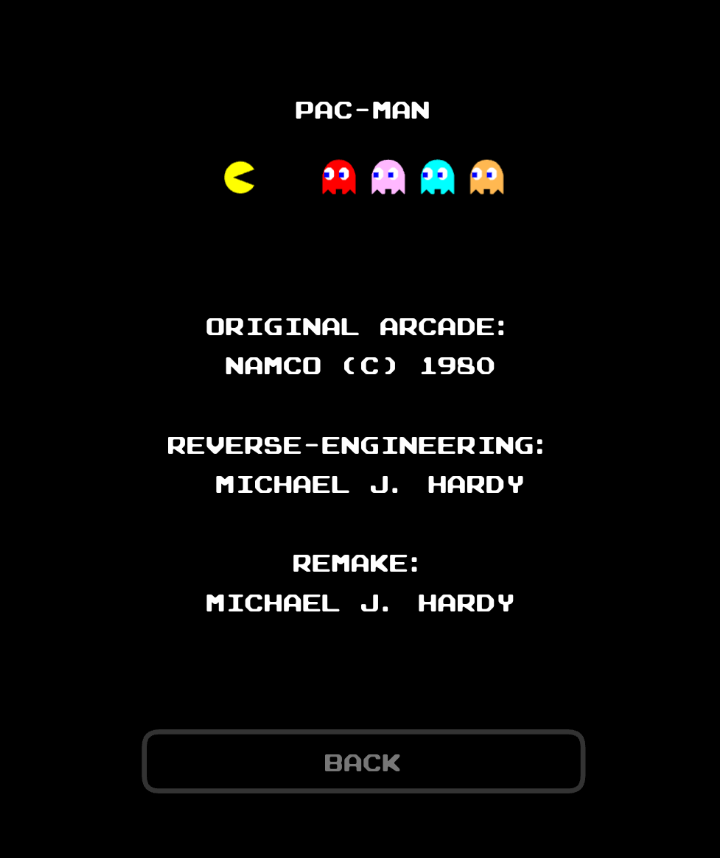 PAC-MAN
ORIGINAL ARCADE:
NAMCO (C) 1980
REVERSE-ENGINEERING:
MICHAEL J. HARDY
REMAKE:
MICHAEL J. HARDY
BACK